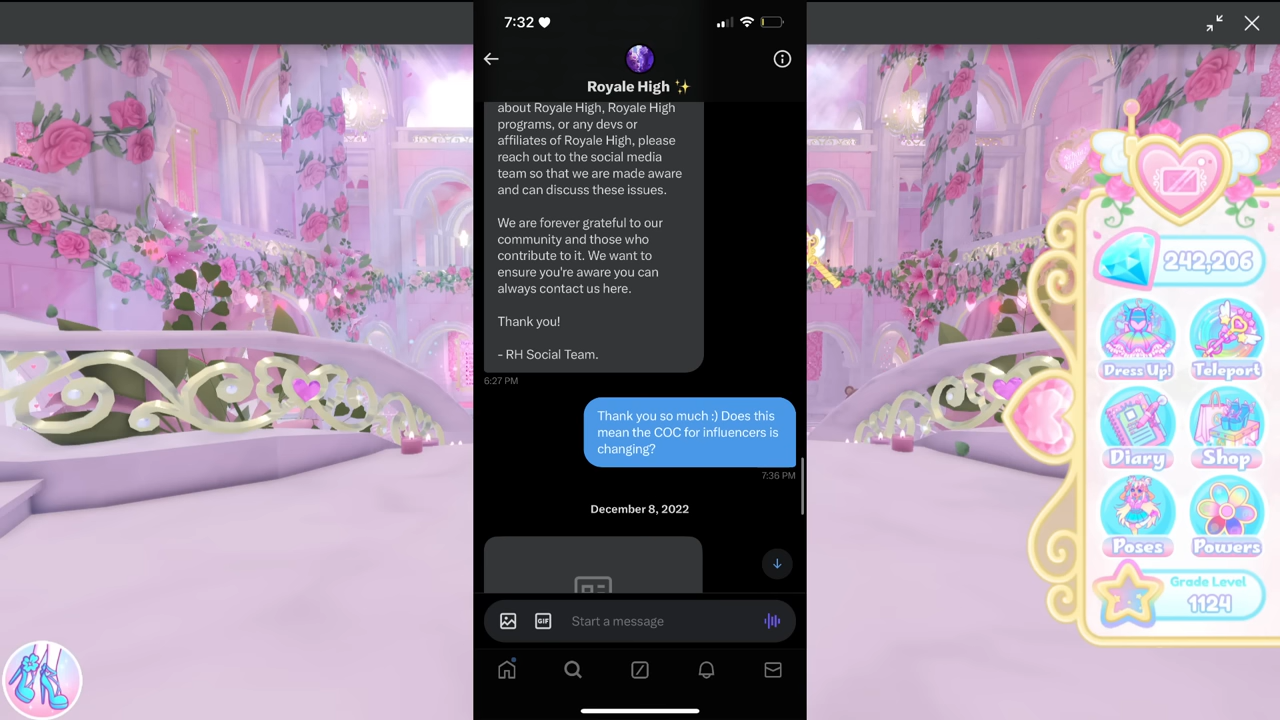 7:32
Royale High ✨
about Royale High, Royale High
programs, or any devs or
affiliates of Royale High, please
reach out to the social media
team so that we are made aware
and can discuss these issues.
We are forever grateful to our
community and those who
contribute to it. We want to
ensure you're aware you can
always contact us here.
Thank you!
- RH Social Team.
6:27 PM
Thank you so much :) Does this
mean the COC for influencers is
changing?
7:36 PM
December 8, 2022
GIF
Start a message
242,206
Dress Up!
Teleport
Diary
Shop
Poses
Powers
Grade Level
1124